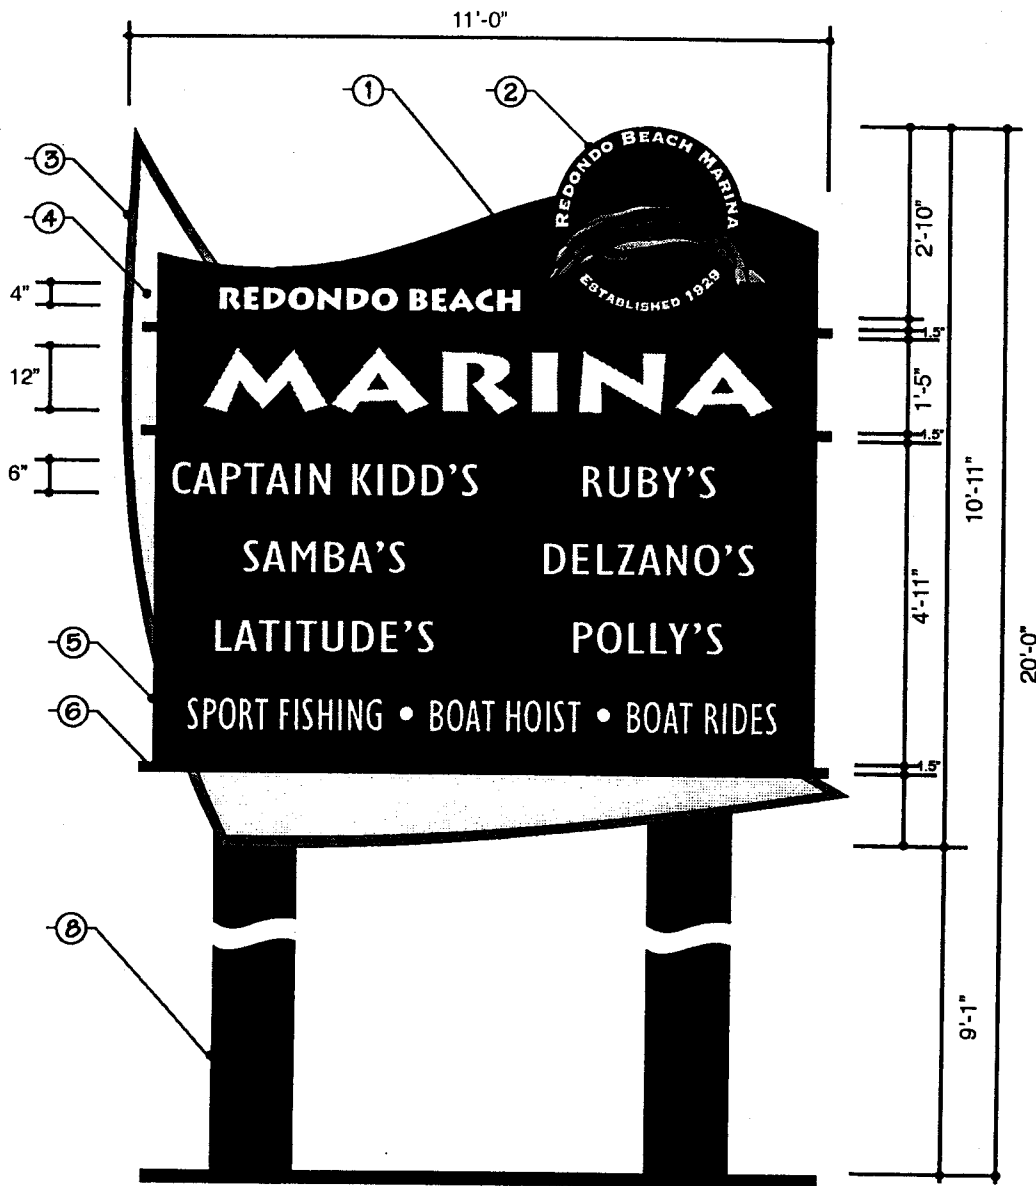 11'-0"
1
2
3
4
REDONDO BEACH MARINA
ESTABLISHED 1929
2'-10"
4"
REDONDO BEACH
1.5"
12"
MARINA
1'-5"
1.5"
6"
CAPTAIN KIDD'S RUBY'S
10'-11"
SAMBA'S DELZANO'S
4'-11"
LATITUDE'S POLLY'S
20'-0"
5
6
SPORT FISHING • BOAT HOIST • BOAT RIDES
1.5"
8
9'-1"